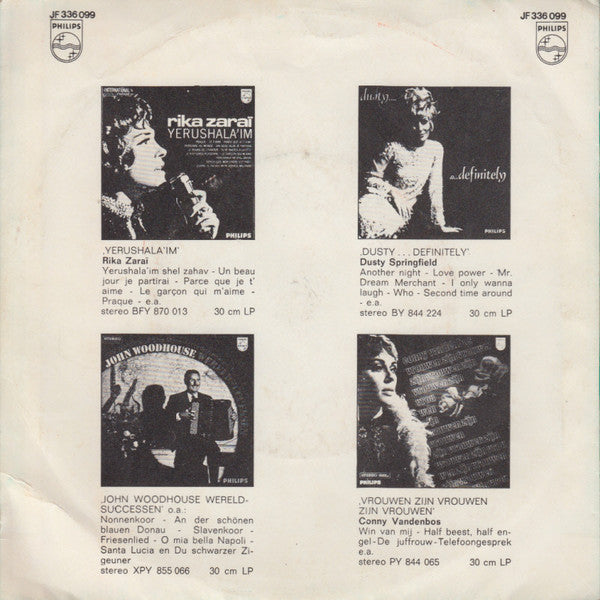 JF 336 099
PHILIPS
JF 336 099
PHILIPS
INTERNATIONAL
rika zaraï
YERUSHALA'IM
PHILIPS
‚YERUSHALA'IM'
Rika Zarai
Yerushala'im shel zahav - Un beau
jour je partirai - Parce que je t'
aime - Le garçon qui m'aime -
Praque - e.a.
stereo BFY 870 013 30 cm LP
dusty...
...definitely
PHILIPS
‚DUSTY . . . DEFINITELY'
Dusty Springfield
Another night - Love power - Mr.
Dream Merchant - I only wanna
laugh - Who - Second time around
- e.a.
stereo BY 844 224 30 cm LP
JOHN WOODHOUSE
PHILIPS
‚JOHN WOODHOUSE WERELD-
SUCCESSEN' o.a.:
Nonnenkoor - An der schönen
blauen Donau - Slavenkoor -
Friesenlied - O mia bella Napoli -
Santa Lucia en Du schwarzer Zi-
geuner
stereo XPY 855 066 30 cm LP
PHILIPS
‚VROUWEN ZIJN VROUWEN
ZIJN VROUWEN'
Conny Vandenbos
Win van mij - Half beest, half en-
gel - De juffrouw - Telefoongesprek
e.a.
stereo PY 844 065 30 cm LP